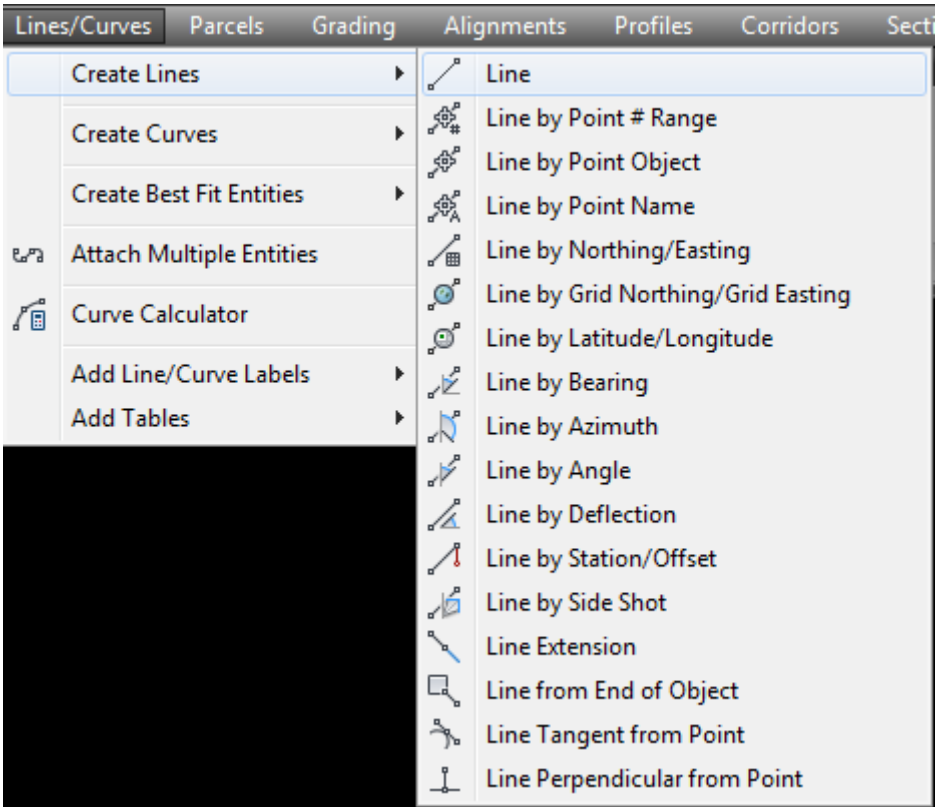 Lines/Curves Parcels Grading Alignments Profiles Corridors Secti
Create Lines
Create Curves
Create Best Fit Entities
Attach Multiple Entities
Curve Calculator
Add Line/Curve Labels
Add Tables
Line
Line by Point # Range
Line by Point Object
Line by Point Name
Line by Northing/Easting
Line by Grid Northing/Grid Easting
Line by Latitude/Longitude
Line by Bearing
Line by Azimuth
Line by Angle
Line by Deflection
Line by Station/Offset
Line by Side Shot
Line Extension
Line from End of Object
Line Tangent from Point
Line Perpendicular from Point